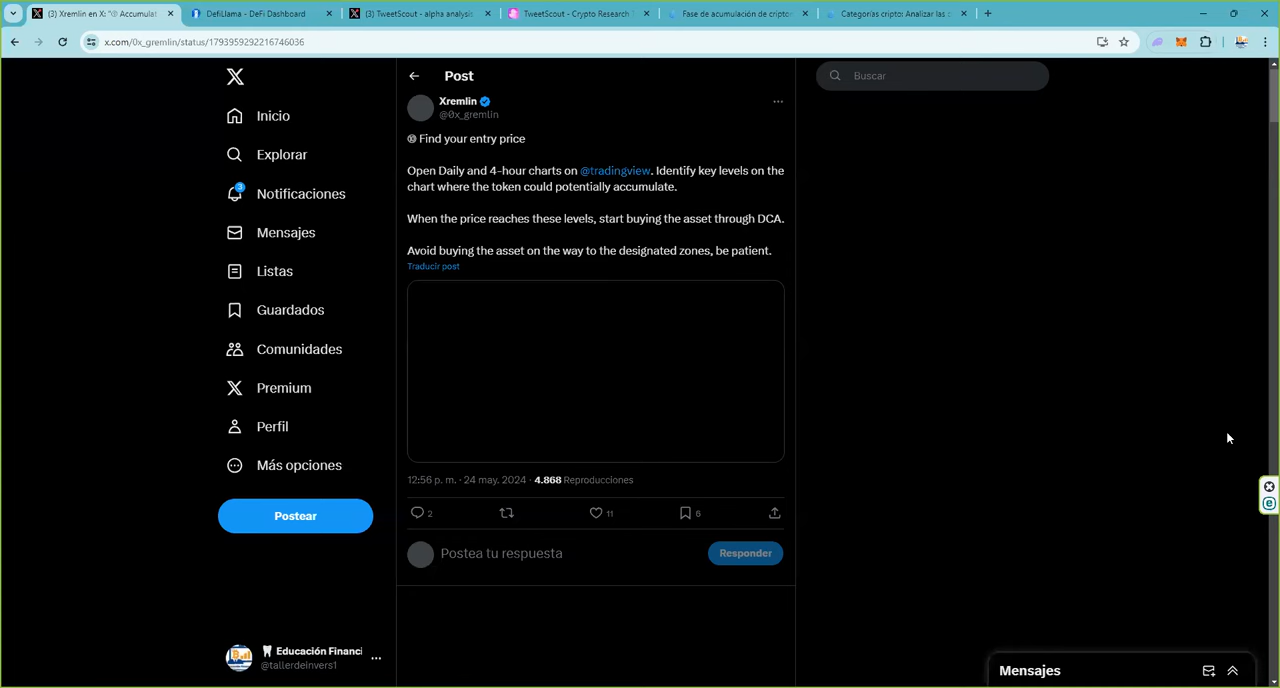 (3) Xremlin en X: "⑩ Accumulat
DefiLlama - DeFi Dashboard
(3) TweetScout - alpha analysis
TweetScout - Crypto Research T
Fase de acumulación de cripto
Categorías cripto: Analizar las c
x.com/0x_gremlin/status/1793959292216746036
Post
Buscar
Inicio
Explorar
3
Notificaciones
Mensajes
Listas
Guardados
Comunidades
Premium
Perfil
Más opciones
Postear
Educación Financi
@tallerdeinvers1
Xremlin
@0x_gremlin
⑩ Find your entry price
Open Daily and 4-hour charts on @tradingview. Identify key levels on the
chart where the token could potentially accumulate.
When the price reaches these levels, start buying the asset through DCA.
Avoid buying the asset on the way to the designated zones, be patient.
Traducir post
12:56 p. m. · 24 may. 2024 · 4.868 Reproducciones
2
11
6
Postea tu respuesta
Responder
Mensajes